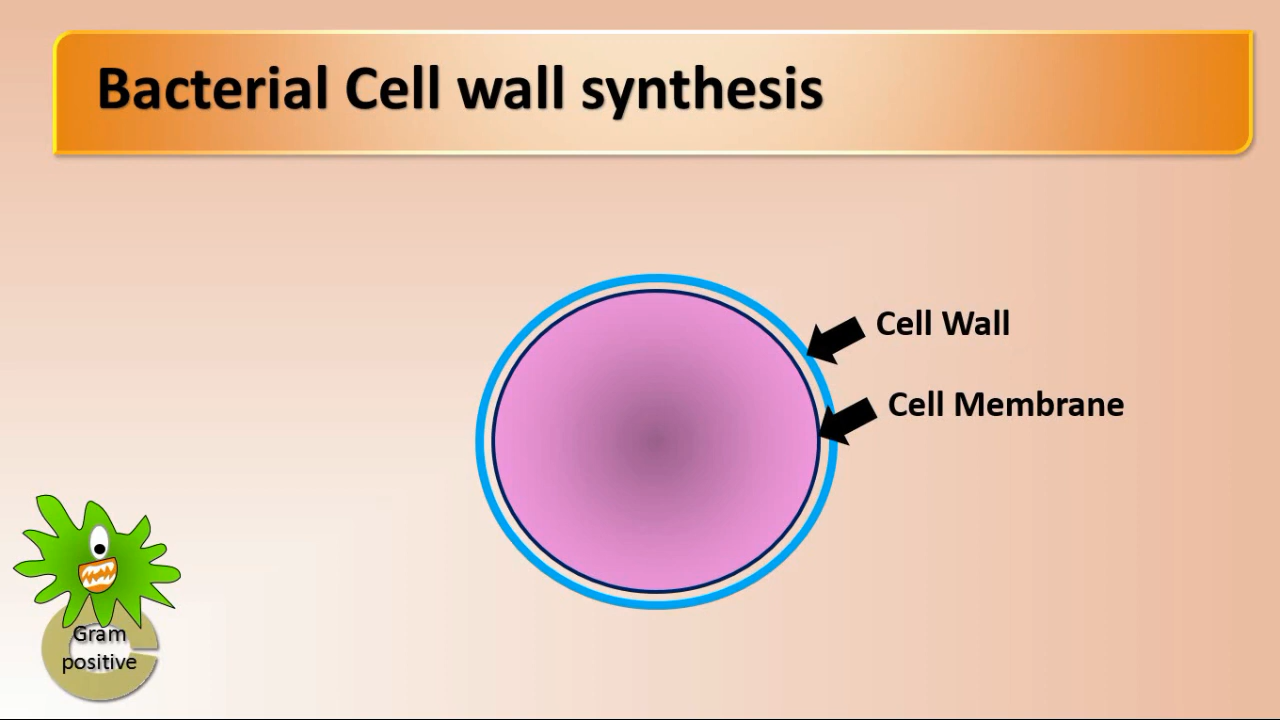 Bacterial Cell wall synthesis
Cell Wall
Cell Membrane
Gram
positive